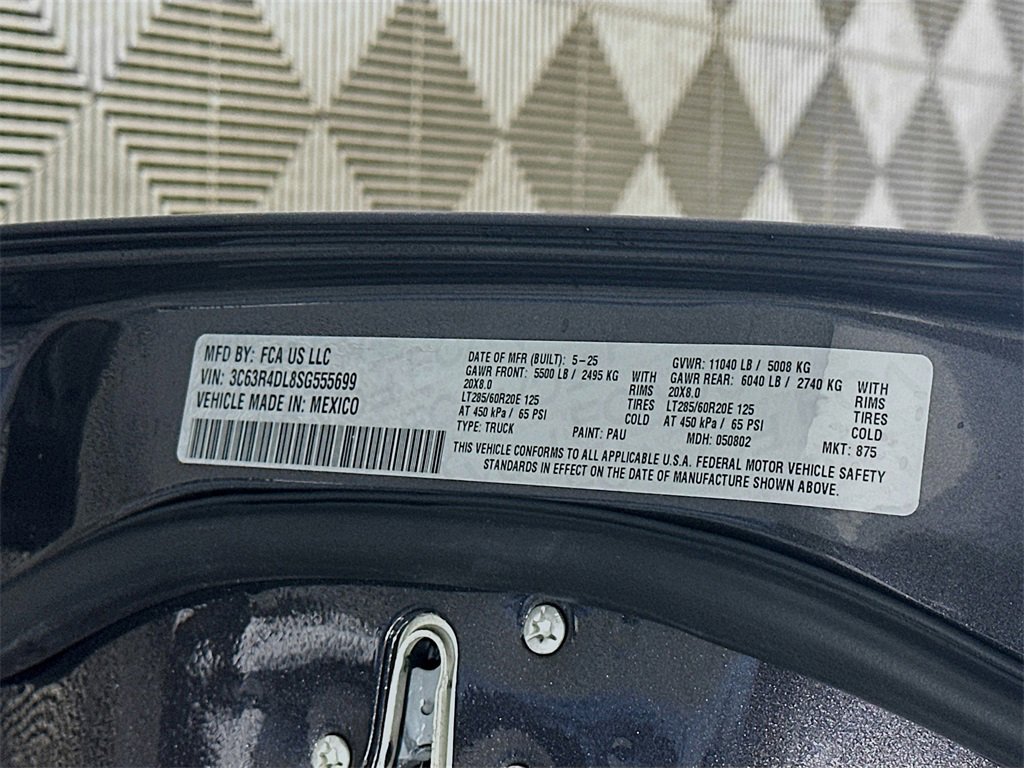 MFD BY: FCA US LLC
VIN: 3C63R4DL8SG555699
VEHICLE MADE IN: MEXICO
DATE OF MFR (BUILT): 5-25
GAWR FRONT: 5500 LB / 2495 KG WITH
20X8.0 RIMS
LT285/60R20E 125 TIRES
AT 450 kPa / 65 PSI COLD
TYPE: TRUCK PAINT: PAU
GVWR: 11040 LB / 5008 KG
GAWR REAR: 6040 LB / 2740 KG WITH
20X8.0 RIMS
LT285/60R20E 125 TIRES
AT 450 kPa / 65 PSI COLD
MDH: 050802 MKT: 875
THIS VEHICLE CONFORMS TO ALL APPLICABLE U.S.A. FEDERAL MOTOR VEHICLE SAFETY
STANDARDS IN EFFECT ON THE DATE OF MANUFACTURE SHOWN ABOVE.